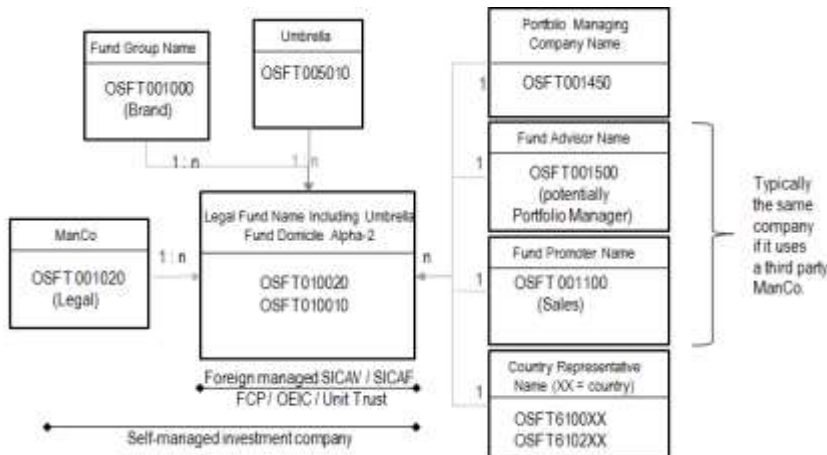 Fund Group Name
OSFT001000
(Brand)
Umbrella
OSFT005010
1 : n
1 : n
ManCo
OSFT001020
(Legal)
1 : n
Legal Fund Name Including Umbrella
Fund Domicile Alpha-2
OSFT010020
OSFT010010
n
Foreign managed SICAV / SICAF
FCP / OEIC / Unit Trust
Self-managed investment company
Portfolio Managing
Company Name
1
OSFT001450
Fund Advisor Name
1
OSFT001500
(potentially
Portfolio Manager)
Fund Promoter Name
1
OSFT 001100
(Sales)
Country Representative
Name (XX = country)
1
OSFT6100XX
OSFT6102XX
Typically
the same
company
if it uses
a third party
ManCo.